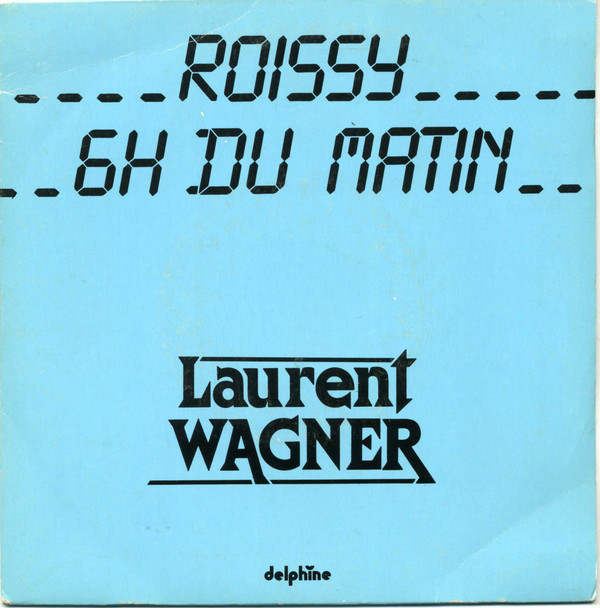 ROISSY
6H DU MATIN
Laurent
WAGNER
delphine